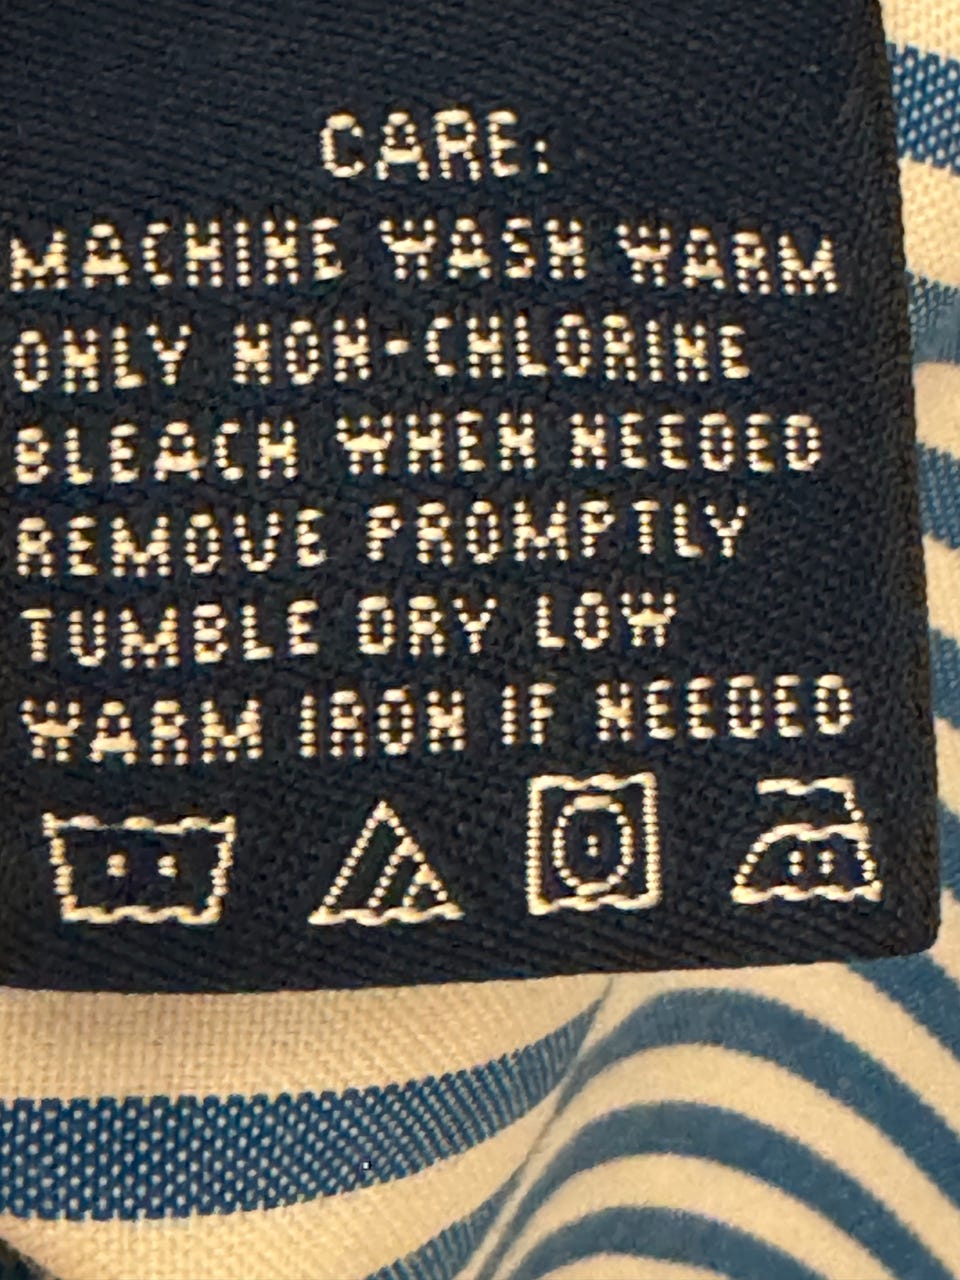 CARE:
MACHINE WASH WARM
ONLY NON-CHLORINE
BLEACH WHEN NEEDED
REMOVE PROMPTLY
TUMBLE DRY LOW
WARM IRON IF NEEDED